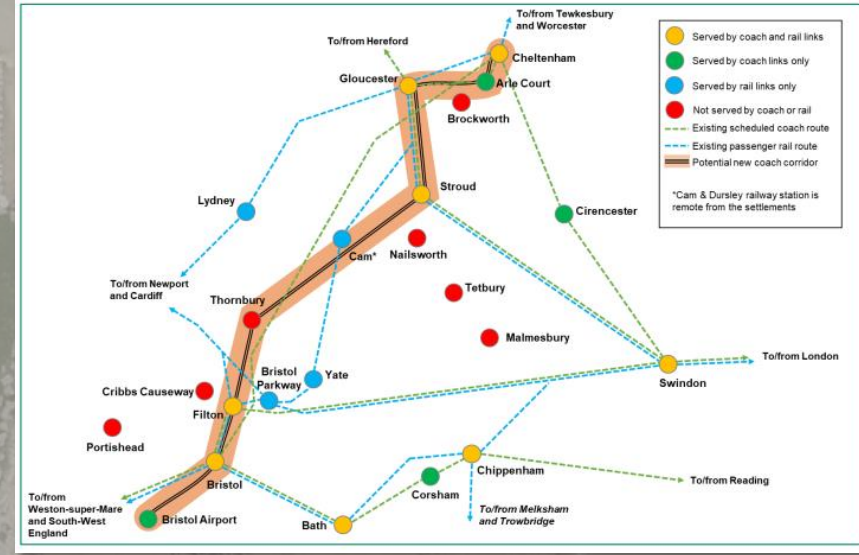 To/from Tewkesbury
and Worcester
To/from Hereford
Cheltenham
Gloucester
Arle Court
Brockworth
Stroud
Lydney
Cirencester
Cam*
Nailsworth
To/from Newport
and Cardiff
Tetbury
Thornbury
Malmesbury
To/from London
Swindon
Bristol
Parkway
Yate
Cribbs Causeway
Filton
Portishead
Chippenham
Bristol
Corsham
To/from Reading
To/from
Weston-super-Mare
and South-West
England
Bristol Airport
Bath
To/from Melksham
and Trowbridge
Served by coach and rail links
Served by coach links only
Served by rail links only
Not served by coach or rail
Existing scheduled coach route
Existing passenger rail route
Potential new coach corridor
*Cam & Dursley railway station is
remote from the settlements